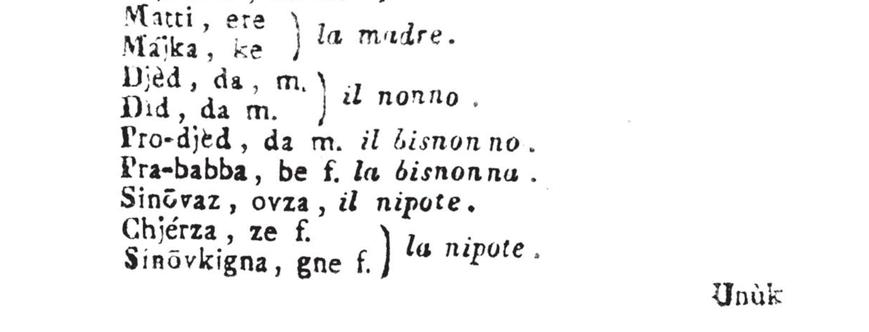 Matti, ere
Májka, ke } la madre.
Djèd, da, m.
Did, da m. } il nonno.
Pro-djèd, da m. il bisnonno.
Pra-babba, be f. la bisnonna.
Sinōvaz, ovza, il nipote.
Chjérza, ze f.
Sinōvkigna, gne f. } la nipote.
Unùk